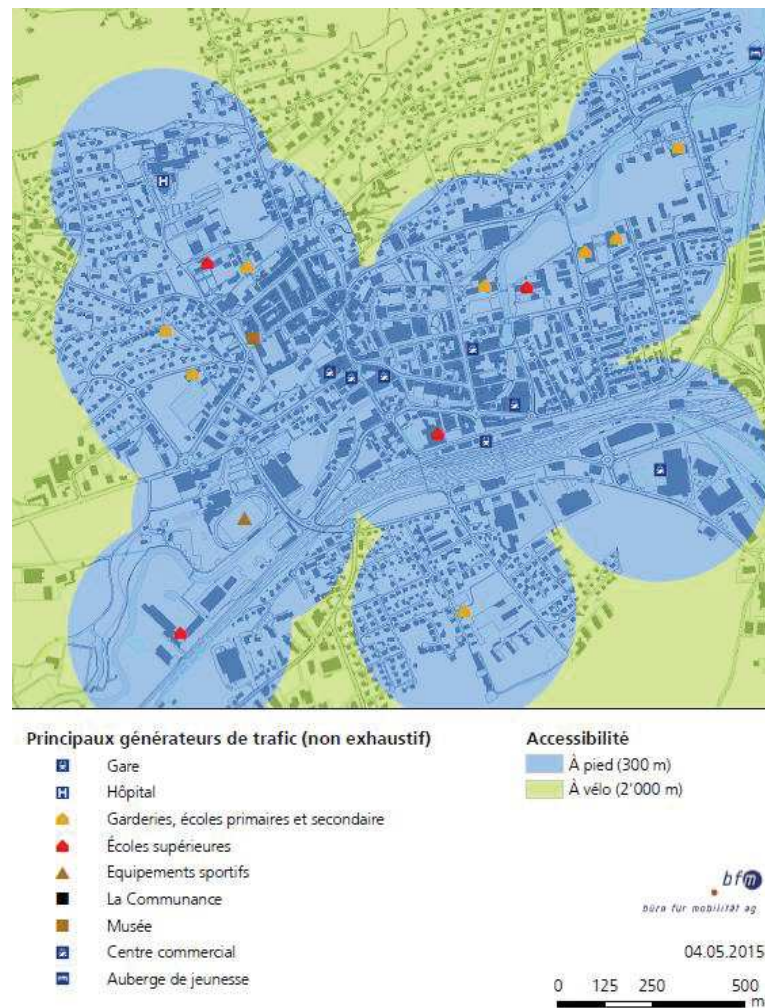 H
Principaux générateurs de trafic (non exhaustif)
Gare
H Hôpital
Garderies, écoles primaires et secondaire
Écoles supérieures
Equipements sportifs
La Communance
Musée
Centre commercial
Auberge de jeunesse
Accessibilité
À pied (300 m)
À vélo (2'000 m)
bfm
büro für mobilität ag
04.05.2015
0 125 250 500
m